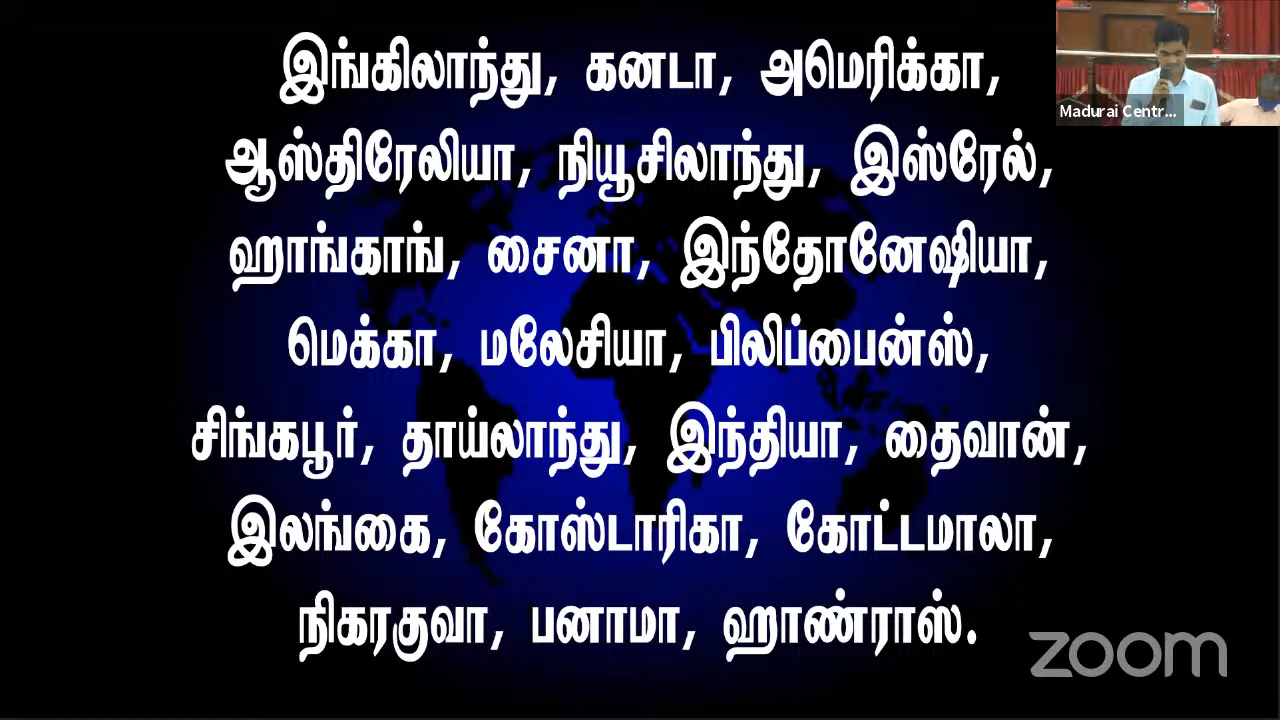 இங்கிலாந்து, கனடா, அமெரிக்கா,
ஆஸ்திரேலியா, நியூசிலாந்து, இஸ்ரேல்,
ஹாங்காங், சைனா, இந்தோனேஷியா,
மெக்கா, மலேசியா, பிலிப்பைன்ஸ்,
சிங்கபூர், தாய்லாந்து, இந்தியா, தைவான்,
இலங்கை, கோஸ்டாரிகா, கோட்டமாலா,
நிகரகுவா, பனாமா, ஹாண்ராஸ்.
Madurai Centr...
zoom